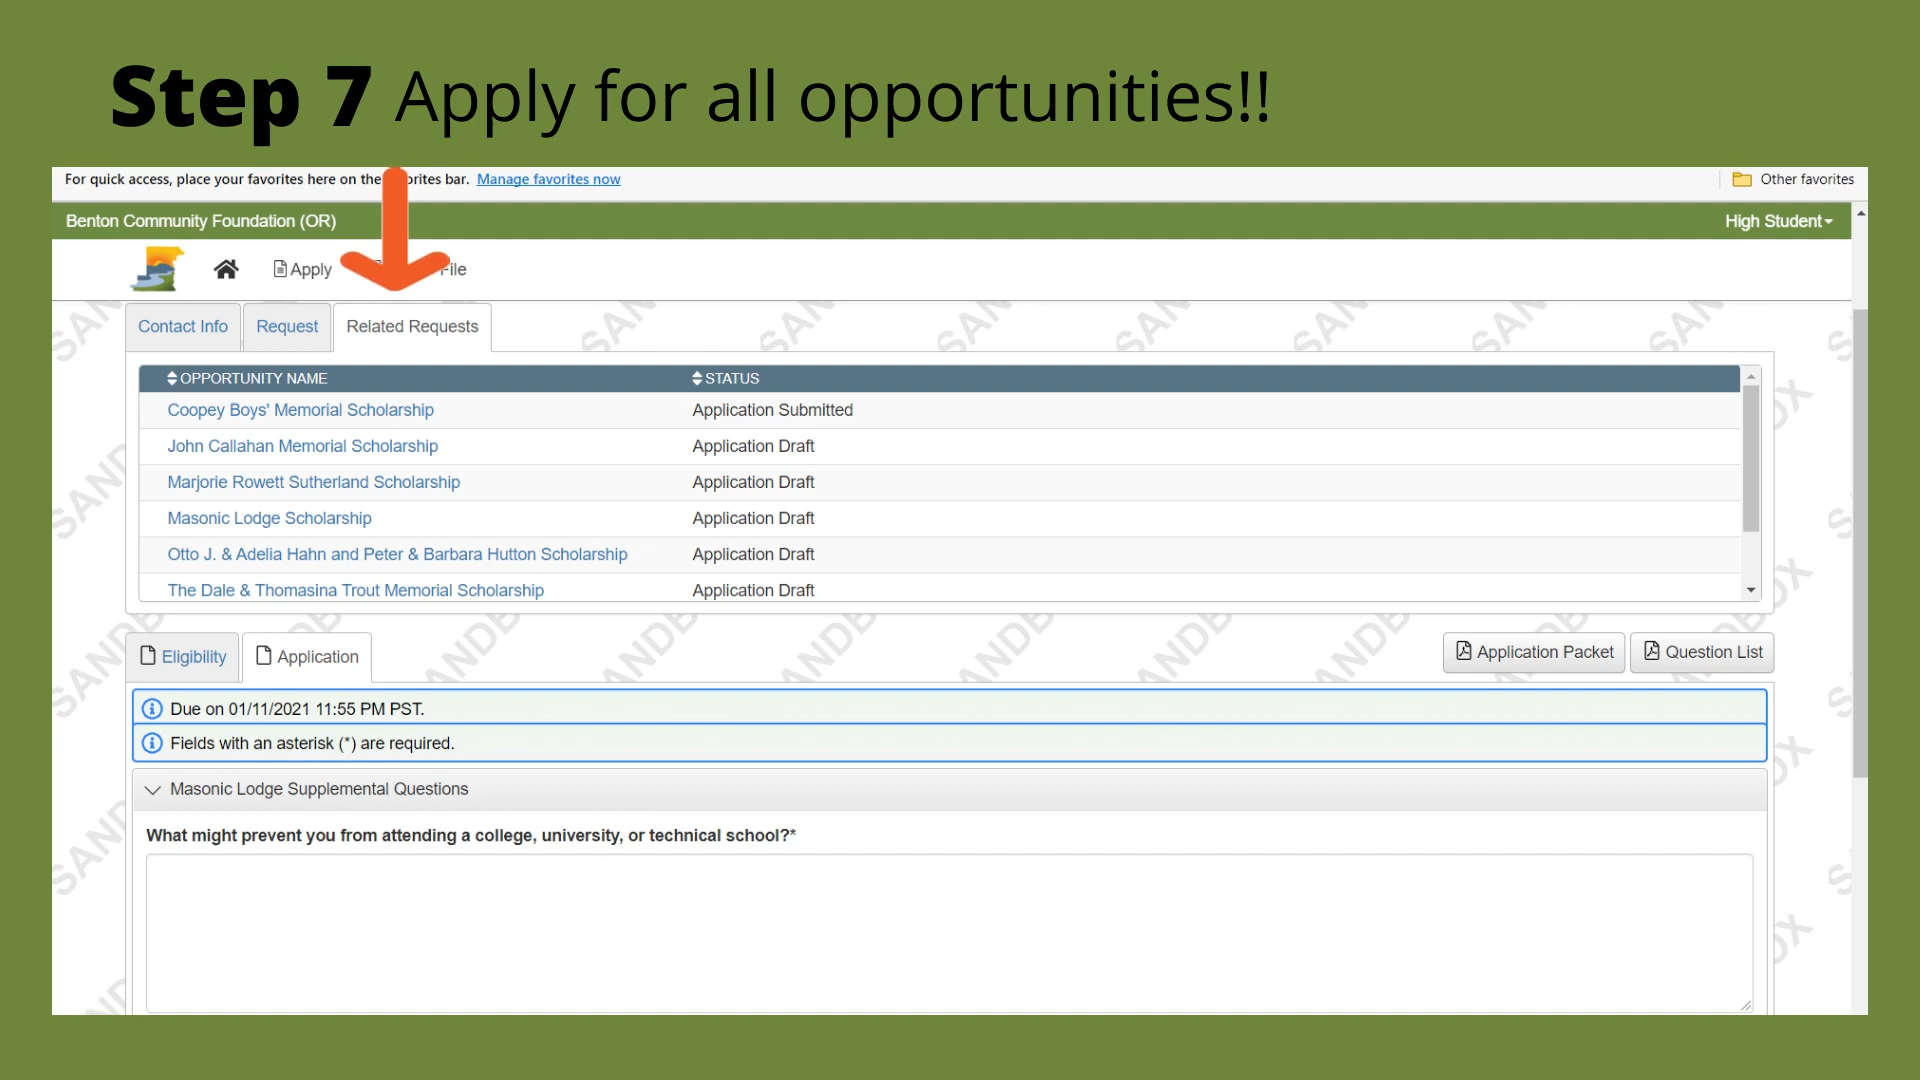 Step 7 Apply for all opportunities!!
For quick access, place your favorites here on the orites bar. Manage favorites now
Other favorites
Benton Community Foundation (OR)
High Student
Apply File
Contact Info Request Related Requests
OPPORTUNITY NAME STATUS
Coopey Boys' Memorial Scholarship Application Submitted
John Callahan Memorial Scholarship Application Draft
Marjorie Rowett Sutherland Scholarship Application Draft
Masonic Lodge Scholarship Application Draft
Otto J. & Adelia Hahn and Peter & Barbara Hutton Scholarship Application Draft
The Dale & Thomasina Trout Memorial Scholarship Application Draft
Eligibility Application Application Packet Question List
Due on 01/11/2021 11:55 PM PST.
Fields with an asterisk (*) are required.
Masonic Lodge Supplemental Questions
What might prevent you from attending a college, university, or technical school?*